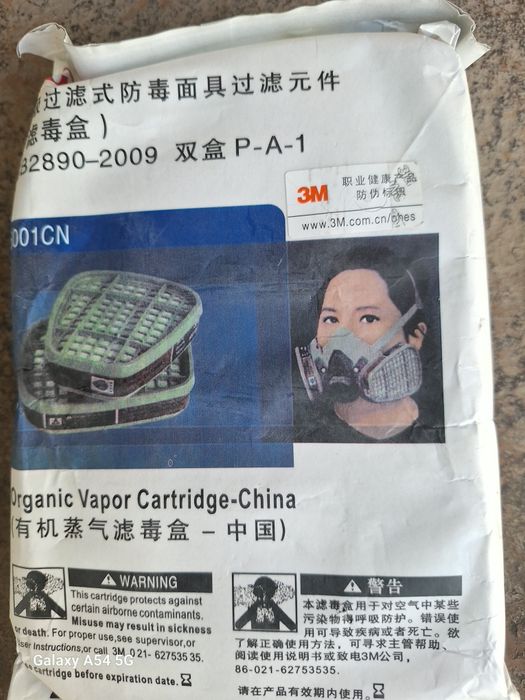 过滤式防毒面具过滤元件
滤毒盒)
2890-2009 双盒 P-A-1
3M 职业健康产品
防伪标识
www.3M.com.cn/ohes
001CN
Organic Vapor Cartridge-China
(有机蒸气滤毒盒 – 中国)
WARNING
This cartridge protects against
certain airborne contaminants.
Misuse may result in sickness
or death. For proper use,see supervisor,or
User Instructions,or call 3M 021- 62753535.
cartridge before expiration date.
警告
本滤毒盒用于对空气中某些
污染物得呼吸防护。错误使
用可导致疾病或者死亡。欲
了解正确使用方法，可寻求主管帮助、
阅读使用说明书或致电3M公司，
86-021-62753535.
请在产品有效期内使用。
Galaxy A54 5G